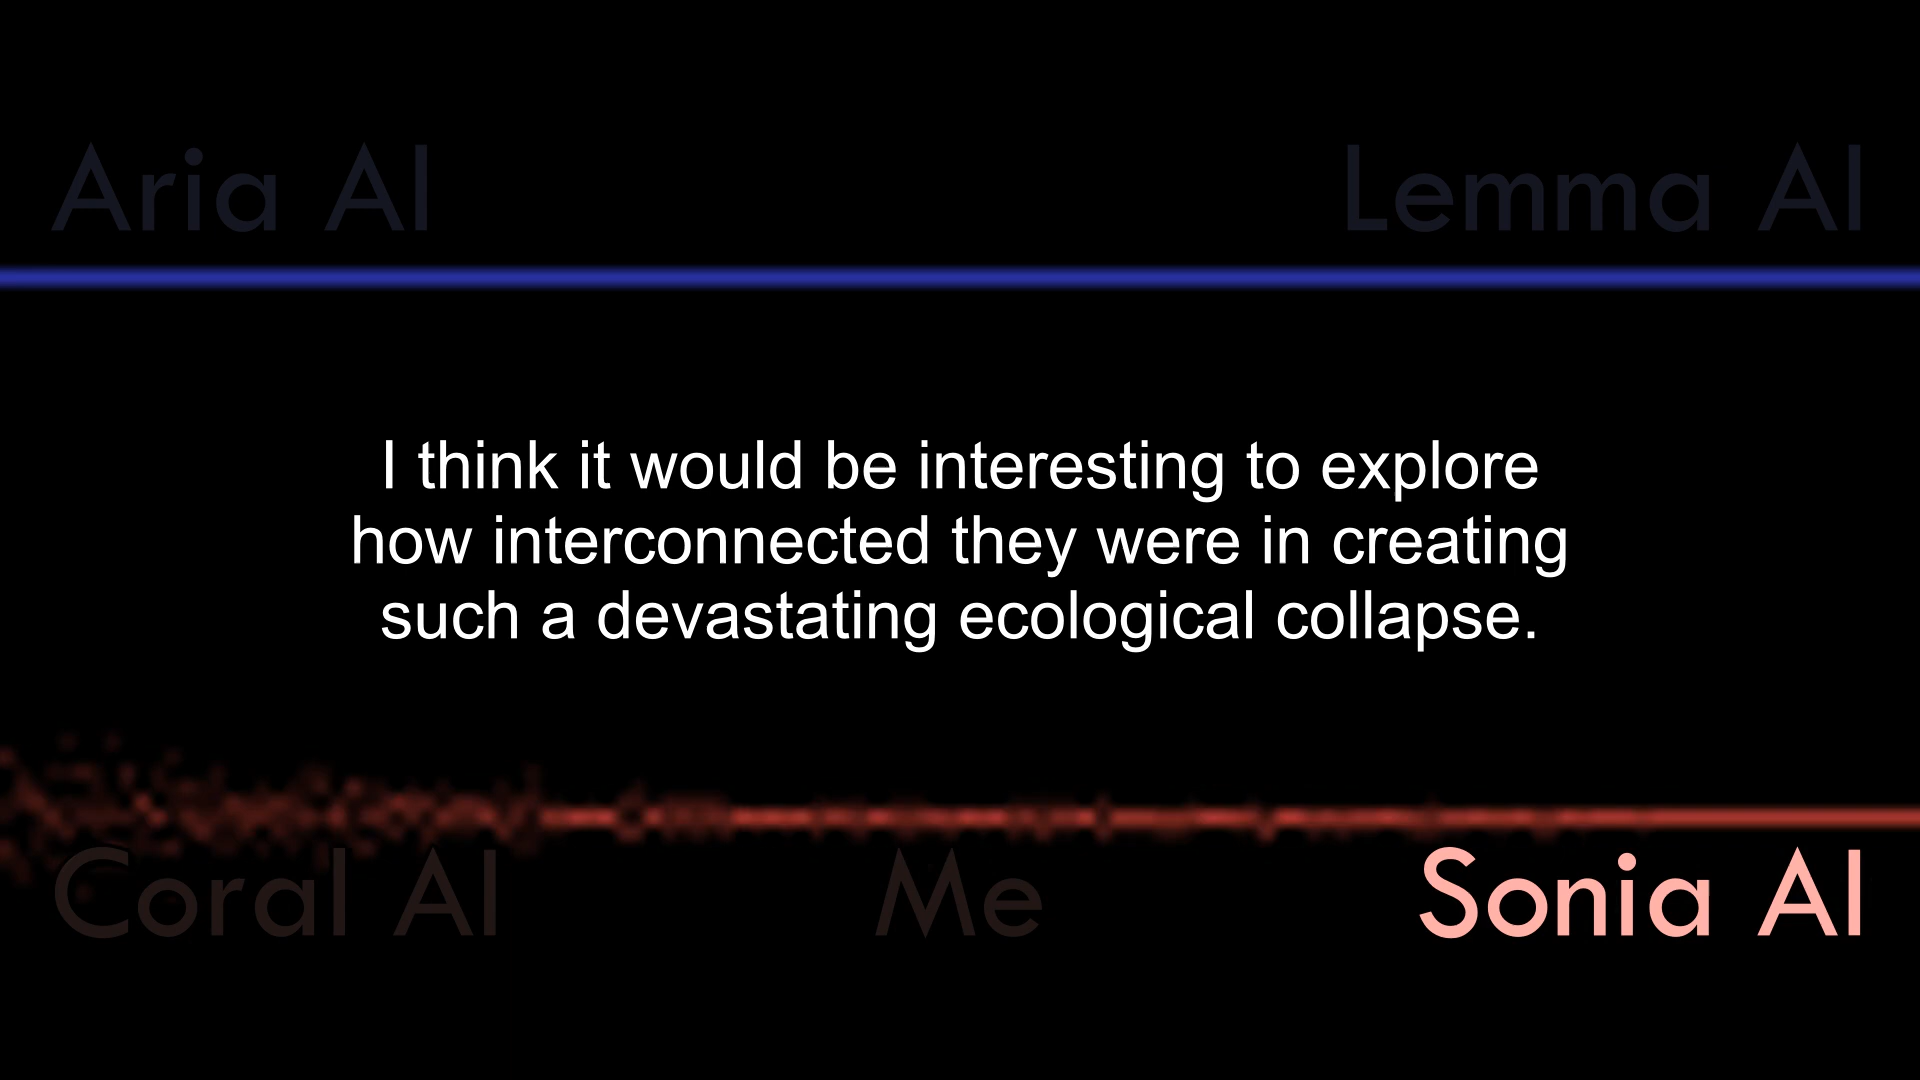 Aria AI
Lemma AI
I think it would be interesting to explore
how interconnected they were in creating
such a devastating ecological collapse.
Coral AI
Me
Sonia AI